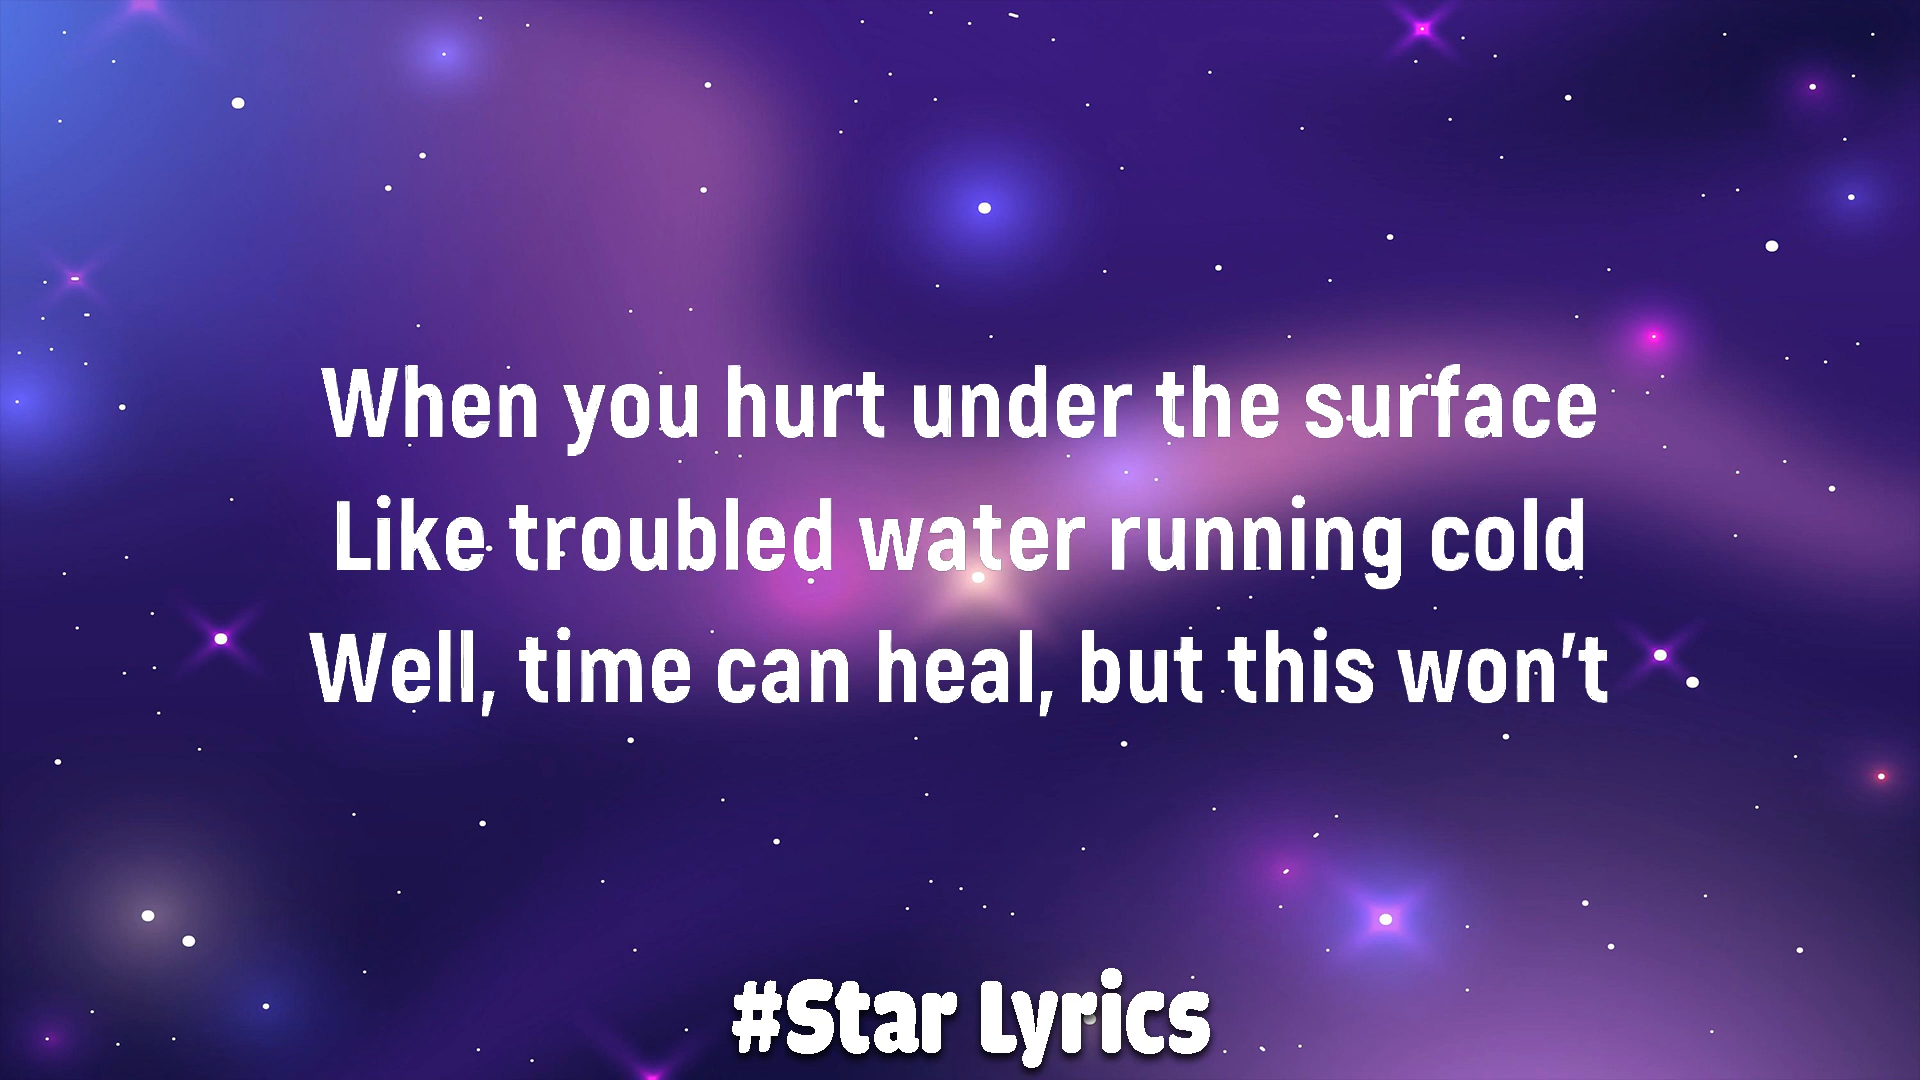 When you hurt under the surface
Like troubled water running cold
Well, time can heal, but this won't
#Star Lyrics